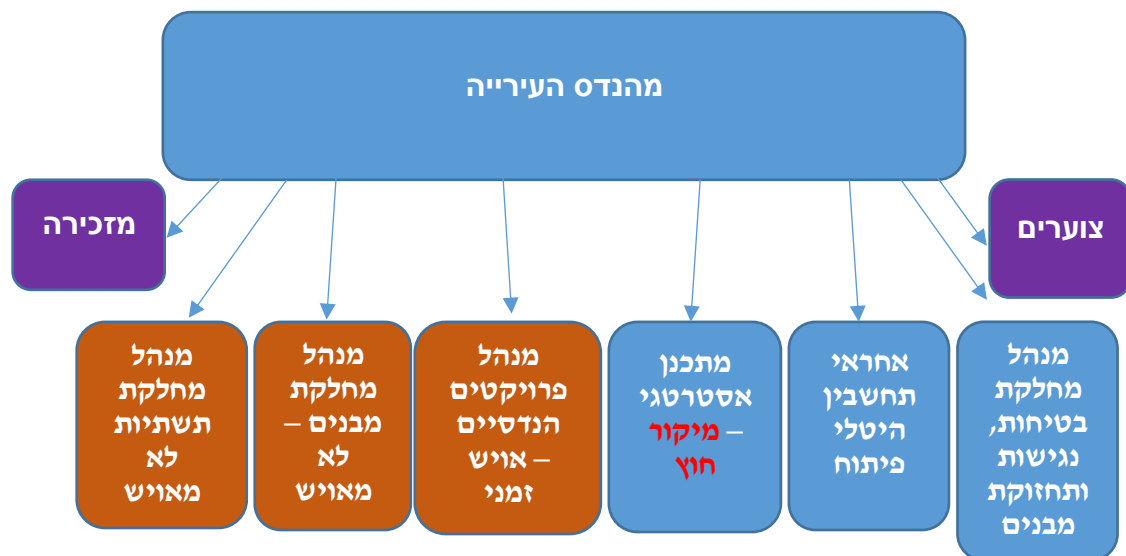 מהנדס העירייה
צוערים
מזכירה
מנהל
מחלקת
בטיחות,
נגישות
ותחזוקת
מבנים
אחראי
תחשבין
היטלי
פיתוח
מתכנן
אסטרטגי
– מיקור
חוץ
מנהל
פרויקטים
הנדסיים
– אויש
זמני
מנהל
מחלקת
מבנים –
לא
מאויש
מנהל
מחלקת
תשתיות
לא
מאויש